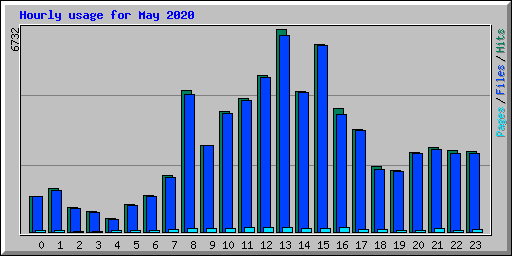 Hourly usage for May 2020
6732
Pages/Files/Hits
0 1 2 3 4 5 6 7 8 9 10 11 12 13 14 15 16 17 18 19 20 21 22 23